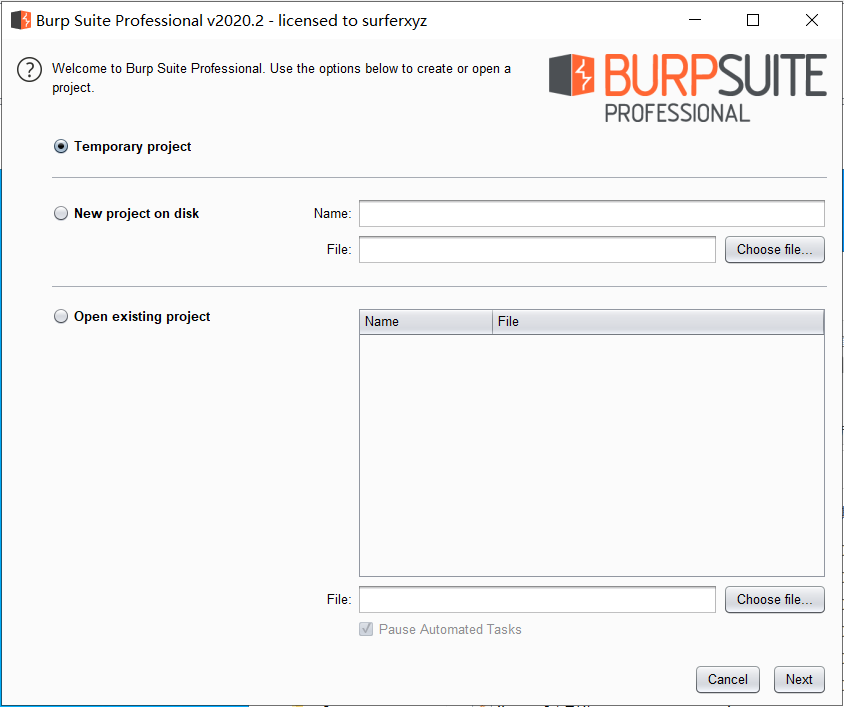 Burp Suite Professional v2020.2 - licensed to surferxyz
? Welcome to Burp Suite Professional. Use the options below to create or open a
project.
BURPSUITE
PROFESSIONAL
Temporary project
New project on disk
Name:
File:
Choose file...
Open existing project
Name File
File:
Choose file...
Pause Automated Tasks
Cancel Next